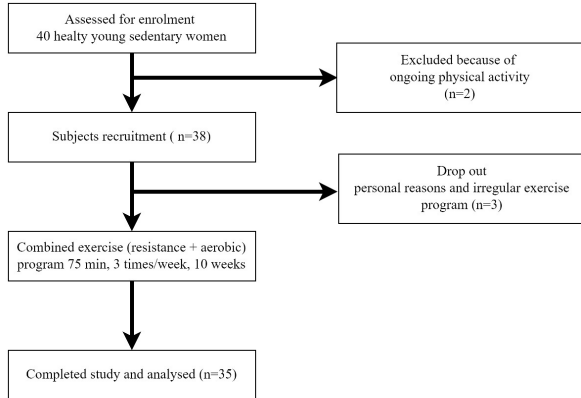 Assessed for enrolment
40 healty young sedentary women
Excluded because of
ongoing physical activity
(n=2)
Subjects recruitment ( n=38)
Drop out
personal reasons and irregular exercise
program (n=3)
Combined exercise (resistance + aerobic)
program 75 min, 3 times/week, 10 weeks
Completed study and analysed (n=35)